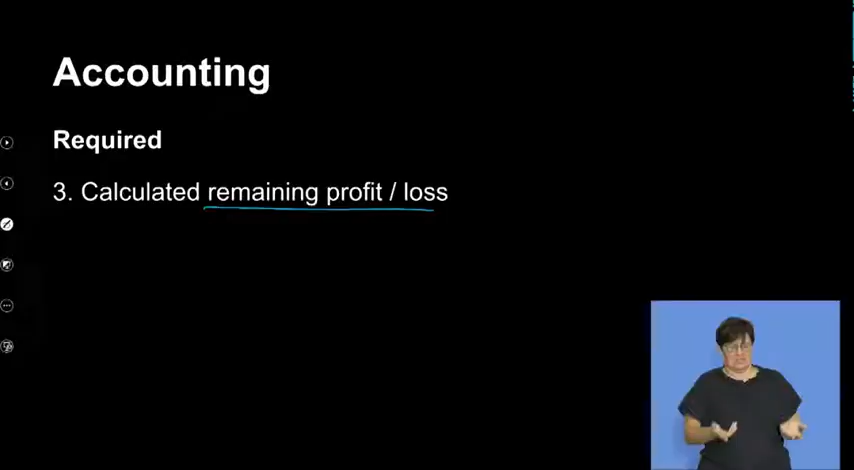 Accounting
Required
3. Calculated remaining profit / loss